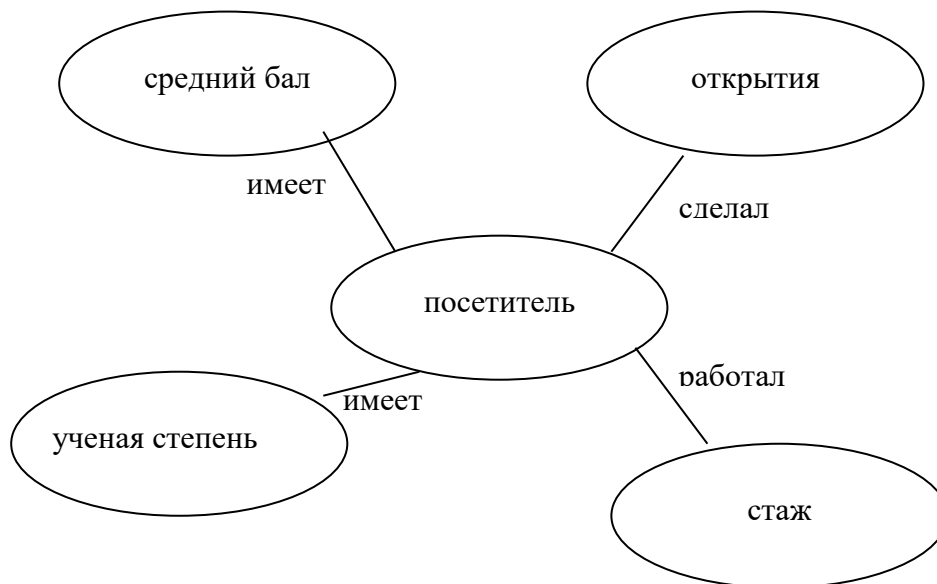 средний бал
открытия
имеет
сделал
посетитель
работал
имеет
ученая степень
стаж